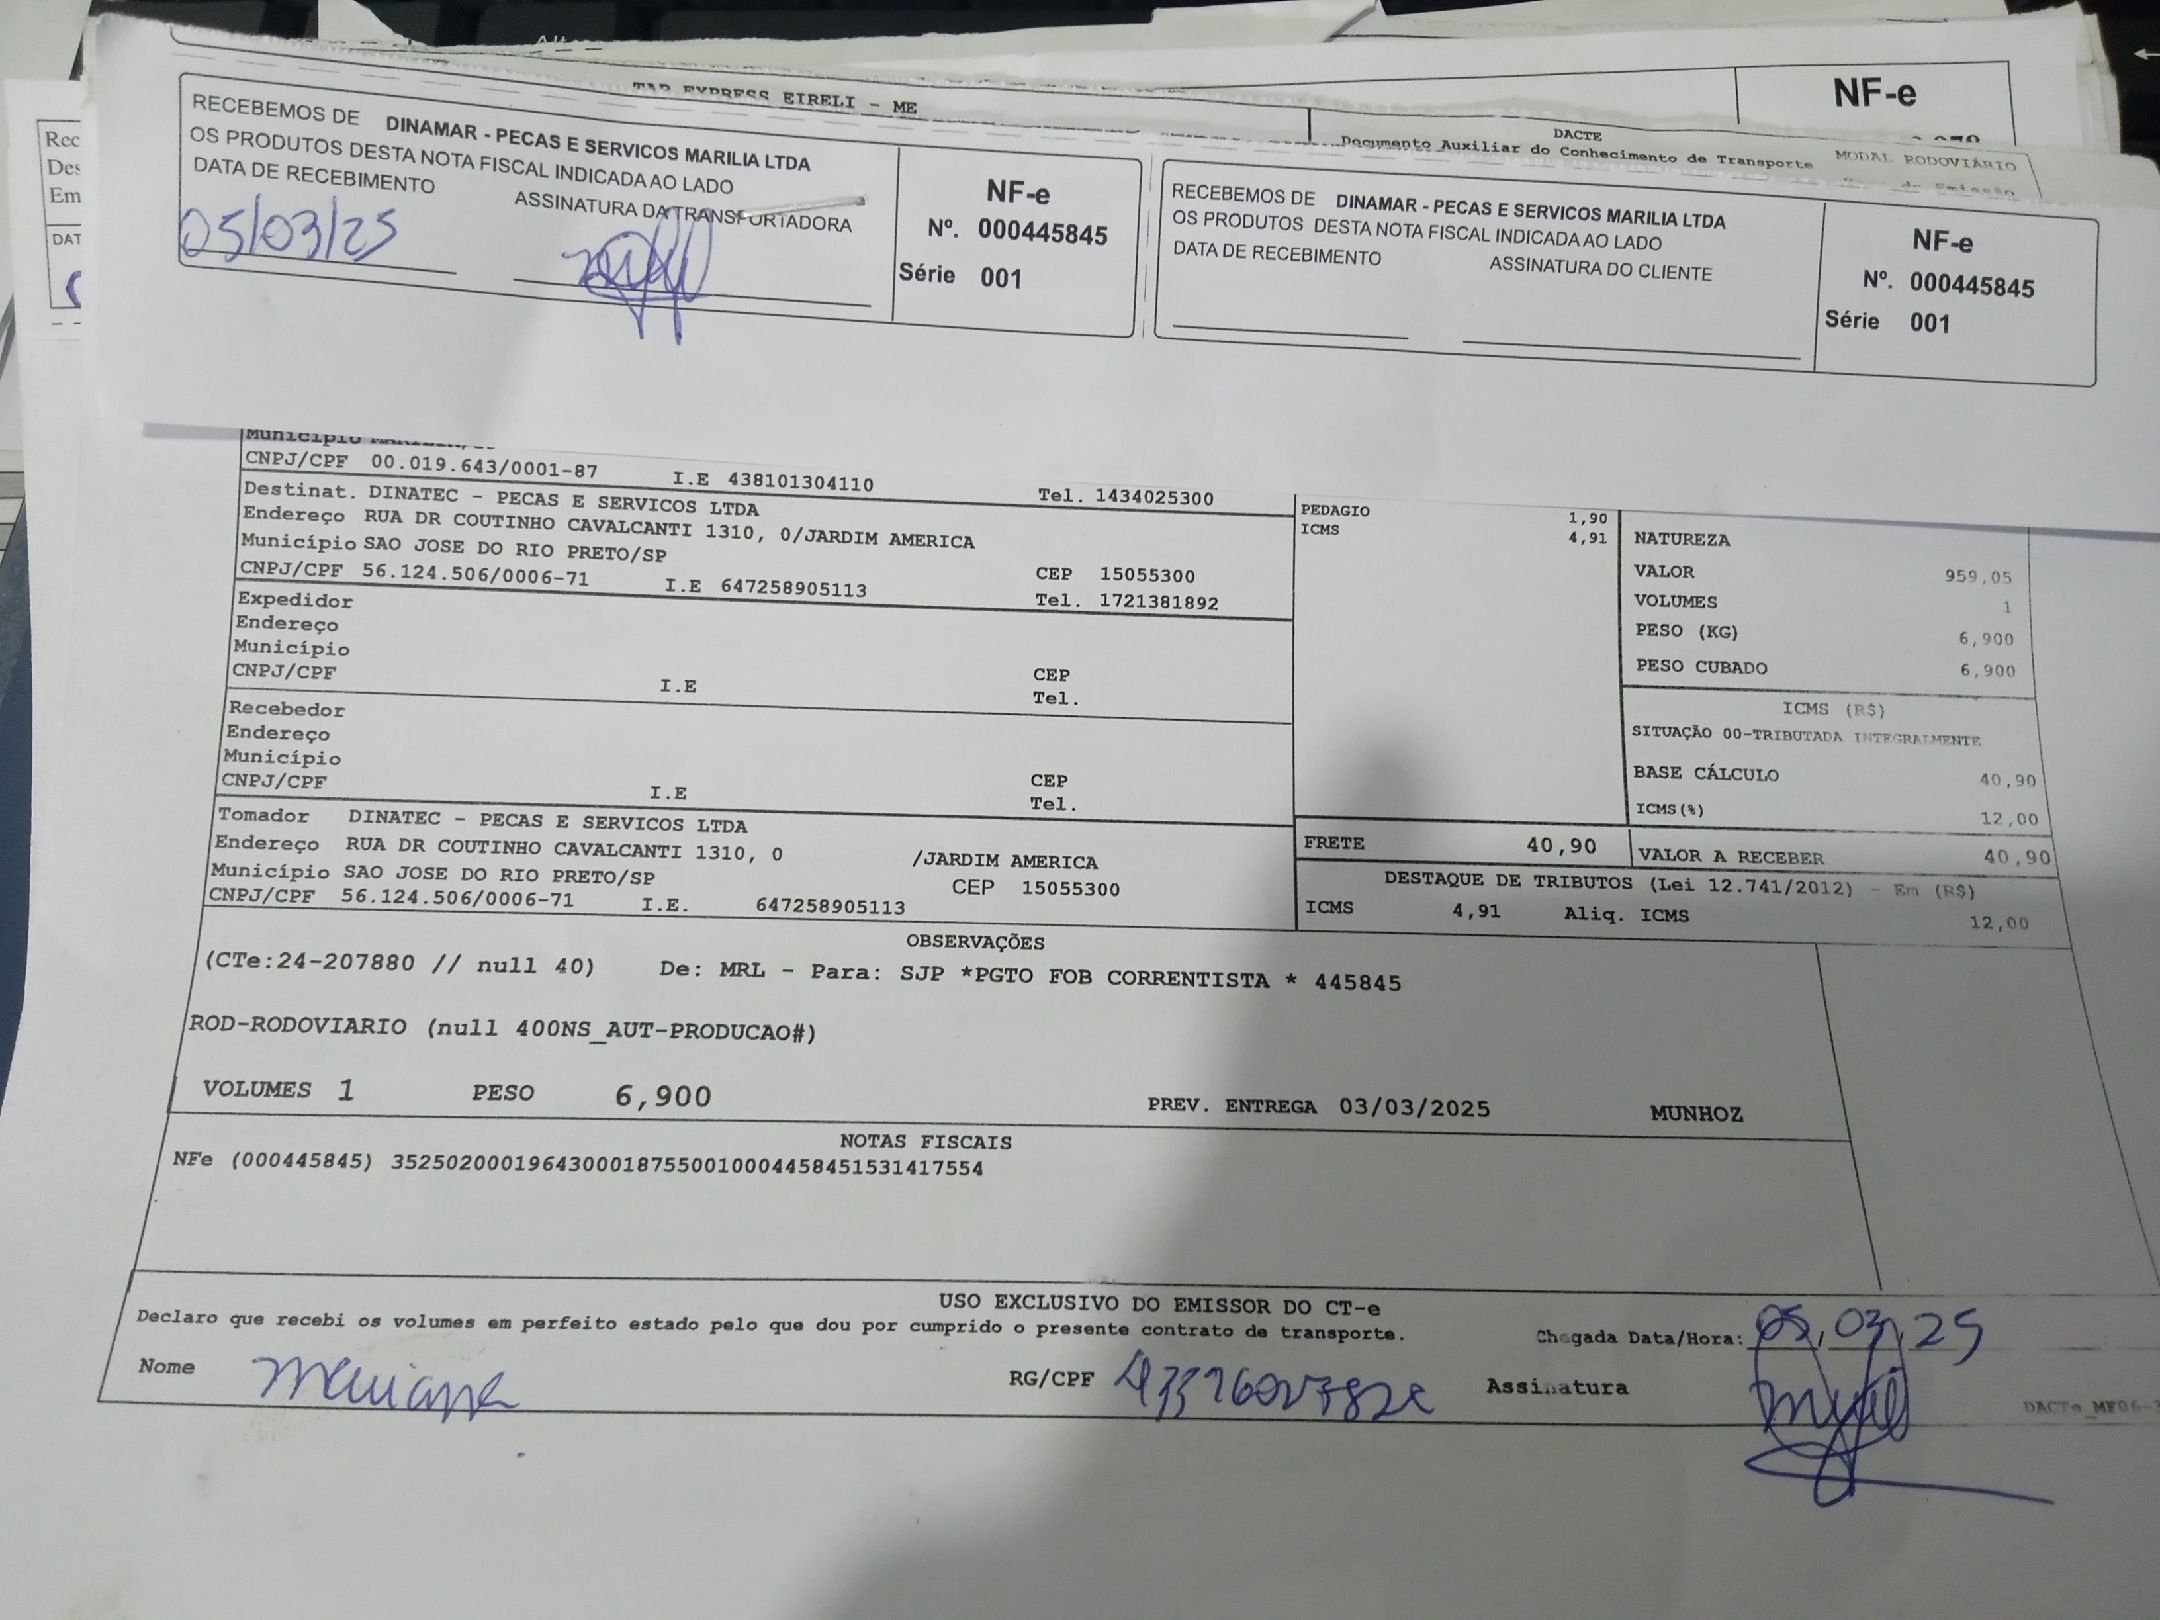 NF-e
TAP EXPRESS EIRELI - ME
DACTE
Documento Auxiliar do Conhecimento de Transporte
MODAL RODOVIÁRIO
Rec
Des
Em
DAT
RECEBEMOS DE DINAMAR - PECAS E SERVICOS MARILIA LTDA
OS PRODUTOS DESTA NOTA FISCAL INDICADA AO LADO
DATA DE RECEBIMENTO ASSINATURA DA TRANSPORTADORA
05/03/25
NF-e
Nº. 000445845
Série 001
RECEBEMOS DE DINAMAR - PECAS E SERVICOS MARILIA LTDA
OS PRODUTOS DESTA NOTA FISCAL INDICADA AO LADO
DATA DE RECEBIMENTO ASSINATURA DO CLIENTE
NF-e
Nº. 000445845
Série 001
Município
CNPJ/CPF 00.019.643/0001-87 I.E 438101304110 Tel. 1434025300
Destinat. DINATEC - PECAS E SERVICOS LTDA
Endereço RUA DR COUTINHO CAVALCANTI 1310, 0/JARDIM AMERICA
Município SAO JOSE DO RIO PRETO/SP CEP 15055300
CNPJ/CPF 56.124.506/0006-71 I.E 647258905113 Tel. 1721381892
Expedidor
Endereço
Município CEP
CNPJ/CPF I.E Tel.
Recebedor
Endereço
Município CEP
CNPJ/CPF I.E Tel.
Tomador DINATEC - PECAS E SERVICOS LTDA
Endereço RUA DR COUTINHO CAVALCANTI 1310, 0 /JARDIM AMERICA
Município SAO JOSE DO RIO PRETO/SP CEP 15055300
CNPJ/CPF 56.124.506/0006-71 I.E. 647258905113
PEDAGIO 1,90
ICMS 4,91
NATUREZA
VALOR 959,05
VOLUMES 1
PESO (KG) 6,900
PESO CUBADO 6,900
ICMS (R$)
SITUAÇÃO 00-TRIBUTADA INTEGRALMENTE
BASE CÁLCULO 40,90
ICMS(%) 12,00
FRETE 40,90 VALOR A RECEBER 40,90
DESTAQUE DE TRIBUTOS (Lei 12.741/2012) - Em (R$)
ICMS 4,91 Aliq. ICMS 12,00
OBSERVAÇÕES
(CTe:24-207880 // null 40) De: MRL - Para: SJP *PGTO FOB CORRENTISTA * 445845
ROD-RODOVIARIO (null 400NS_AUT-PRODUCAO#)
VOLUMES 1 PESO 6,900 PREV. ENTREGA 03/03/2025 MUNHOZ
NOTAS FISCAIS
NFe (000445845) 35250200019643000187550010004458451531417554
USO EXCLUSIVO DO EMISSOR DO CT-e
Declaro que recebi os volumes em perfeito estado pelo que dou por cumprido o presente contrato de transporte. Chegada Data/Hora: 05/03/25
Nome Mariana RG/CPF Assinatura